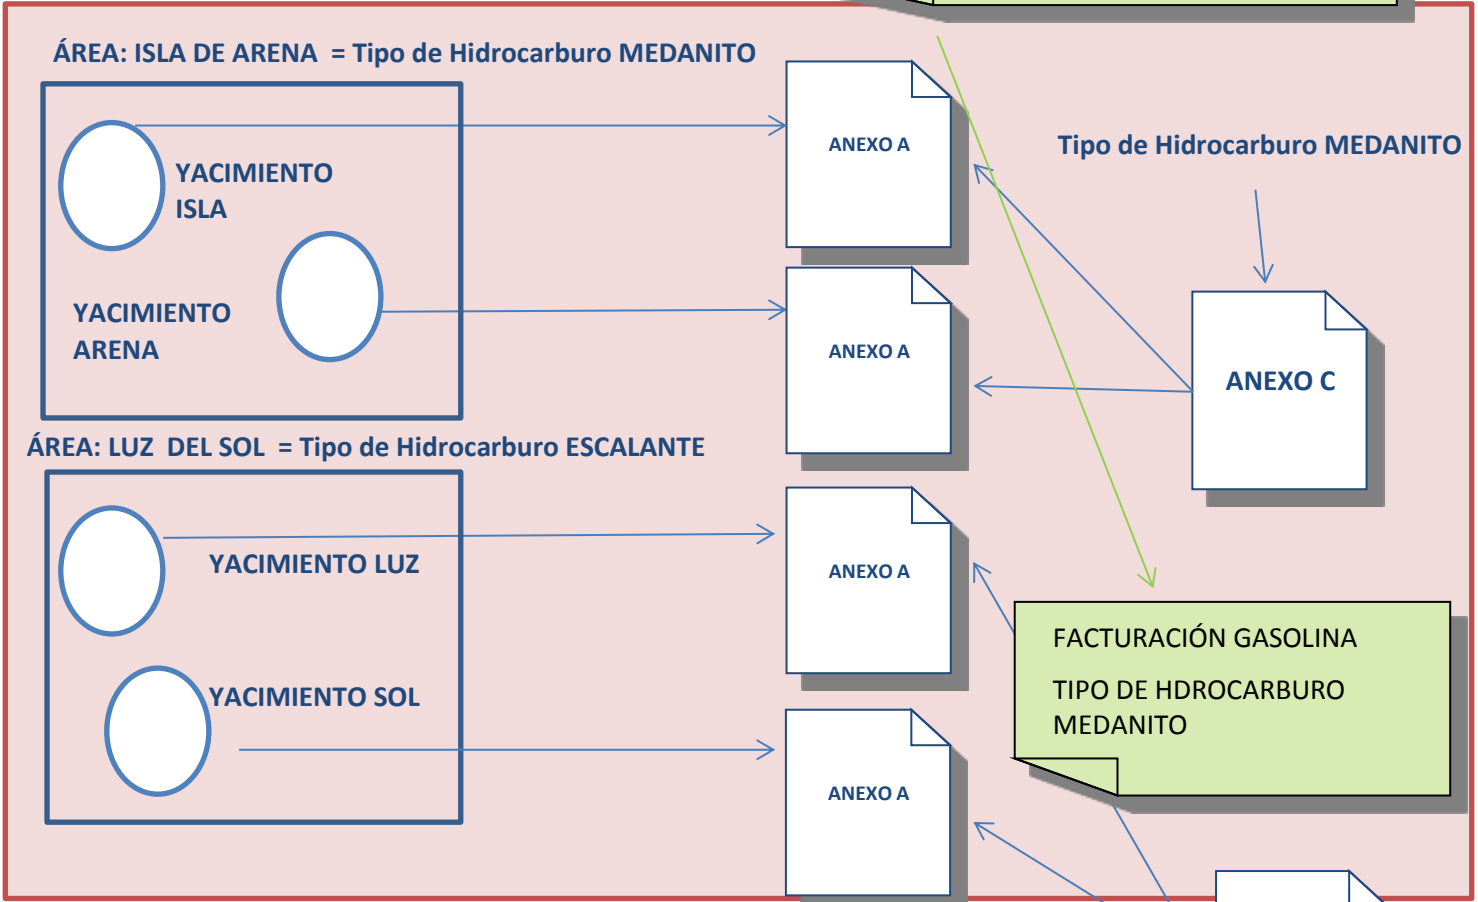 ÁREA: ISLA DE ARENA = Tipo de Hidrocarburo MEDANITO
YACIMIENTO
ISLA
YACIMIENTO
ARENA
ANEXO A
ANEXO A
Tipo de Hidrocarburo MEDANITO
ANEXO C
ÁREA: LUZ DEL SOL = Tipo de Hidrocarburo ESCALANTE
YACIMIENTO LUZ
YACIMIENTO SOL
ANEXO A
ANEXO A
FACTURACIÓN GASOLINA
TIPO DE HDROCARBURO
MEDANITO